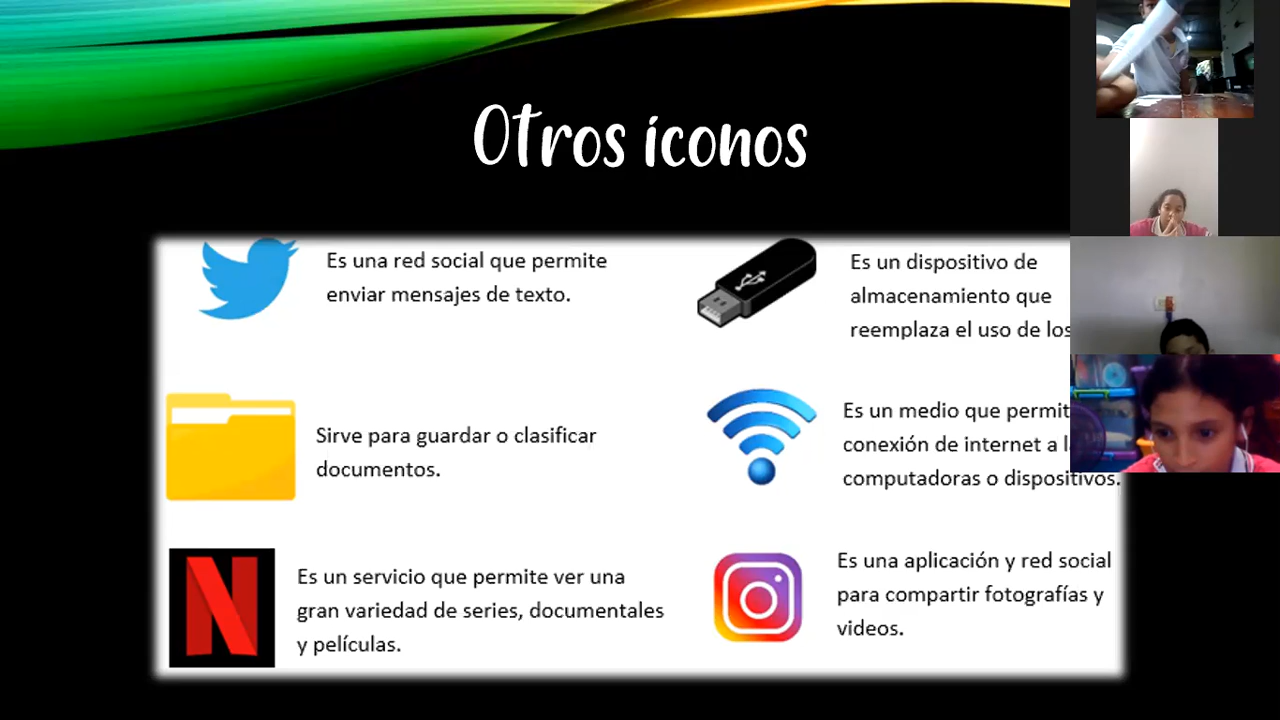 Otros iconos
Es una red social que permite
enviar mensajes de texto.
Es un dispositivo de
almacenamiento que
reemplaza el uso de los
Sirve para guardar o clasificar
documentos.
Es un medio que
conexión de internet a
computadoras o dispositivos.
Es un servicio que permite ver una
gran variedad de series, documentales
y películas.
Es una aplicación y red social
para compartir fotografías y
videos.